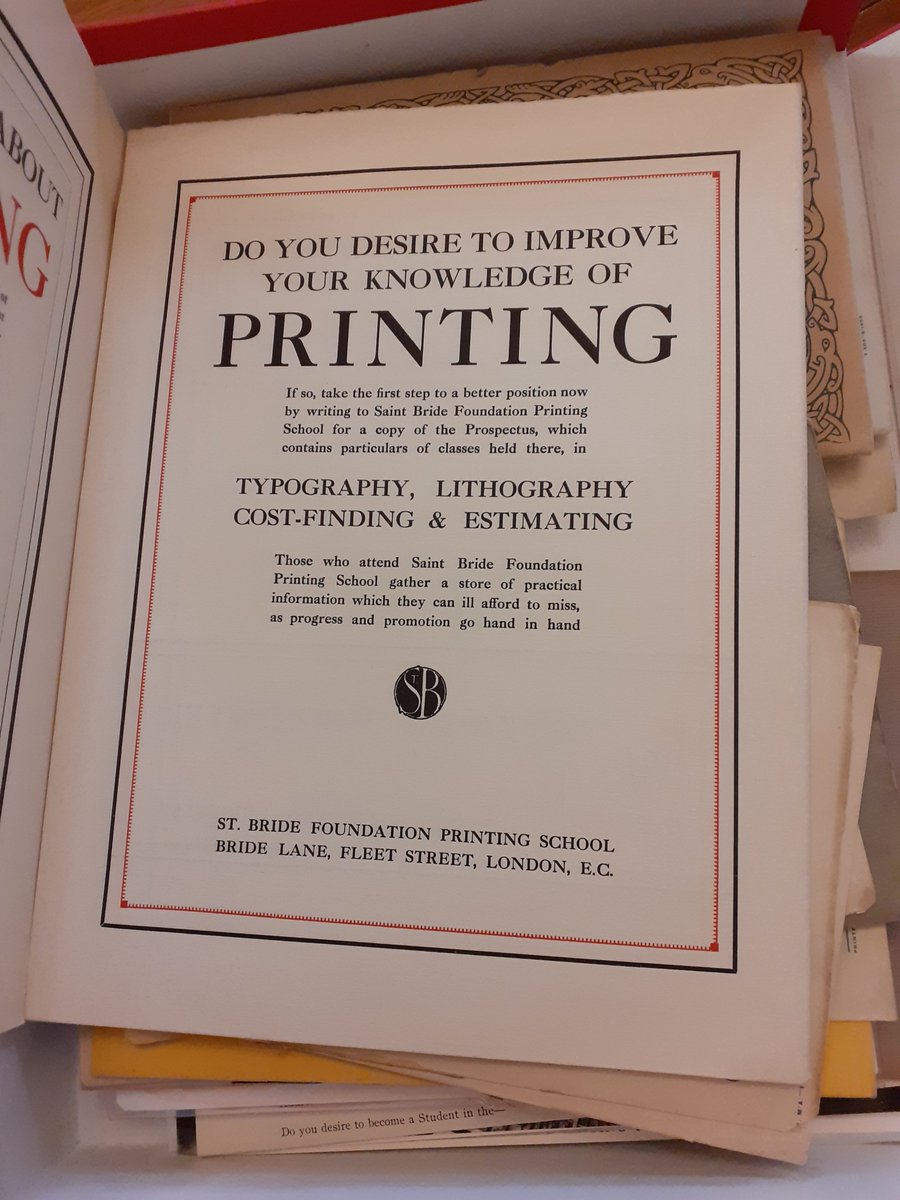 ABOUT
NG
DO YOU DESIRE TO IMPROVE
YOUR KNOWLEDGE OF
PRINTING
If so, take the first step to a better position now
by writing to Saint Bride Foundation Printing
School for a copy of the Prospectus, which
contains particulars of classes held there, in
TYPOGRAPHY, LITHOGRAPHY
COST-FINDING & ESTIMATING
Those who attend Saint Bride Foundation
Printing School gather a store of practical
information which they can ill afford to miss,
as progress and promotion go hand in hand
ST B
ST. BRIDE FOUNDATION PRINTING SCHOOL
BRIDE LANE, FLEET STREET, LONDON, E.C.
Do you desire to become a Student in the—